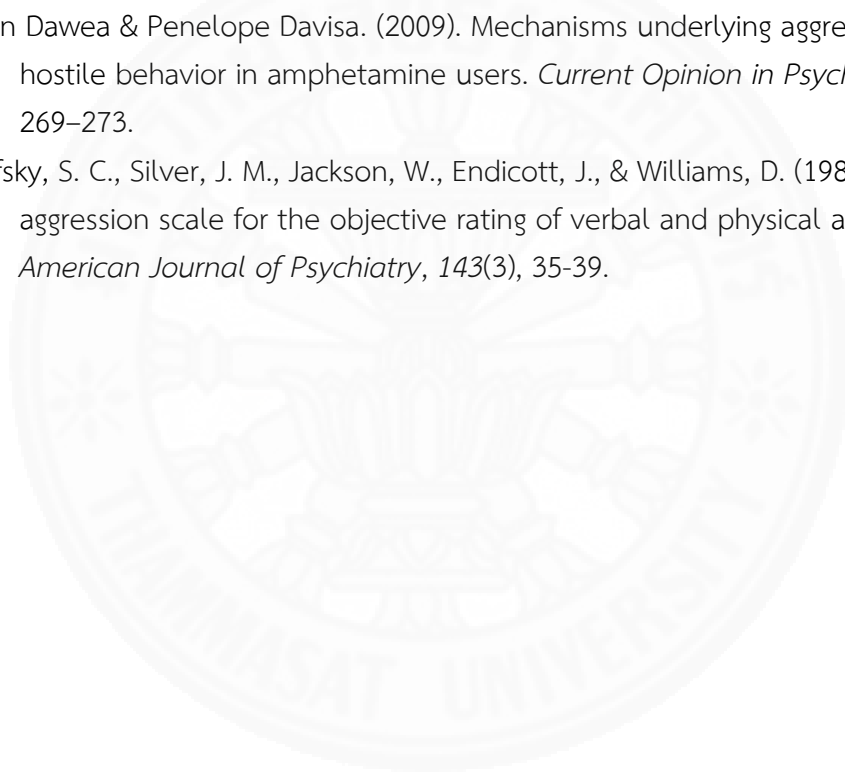 n Dawea & Penelope Davisa. (2009). Mechanisms underlying aggre
hostile behavior in amphetamine users. Current Opinion in Psych
269–273.
fsky, S. C., Silver, J. M., Jackson, W., Endicott, J., & Williams, D. (198
aggression scale for the objective rating of verbal and physical a
American Journal of Psychiatry, 143(3), 35-39.
THAMMASAT UNIVERSITY